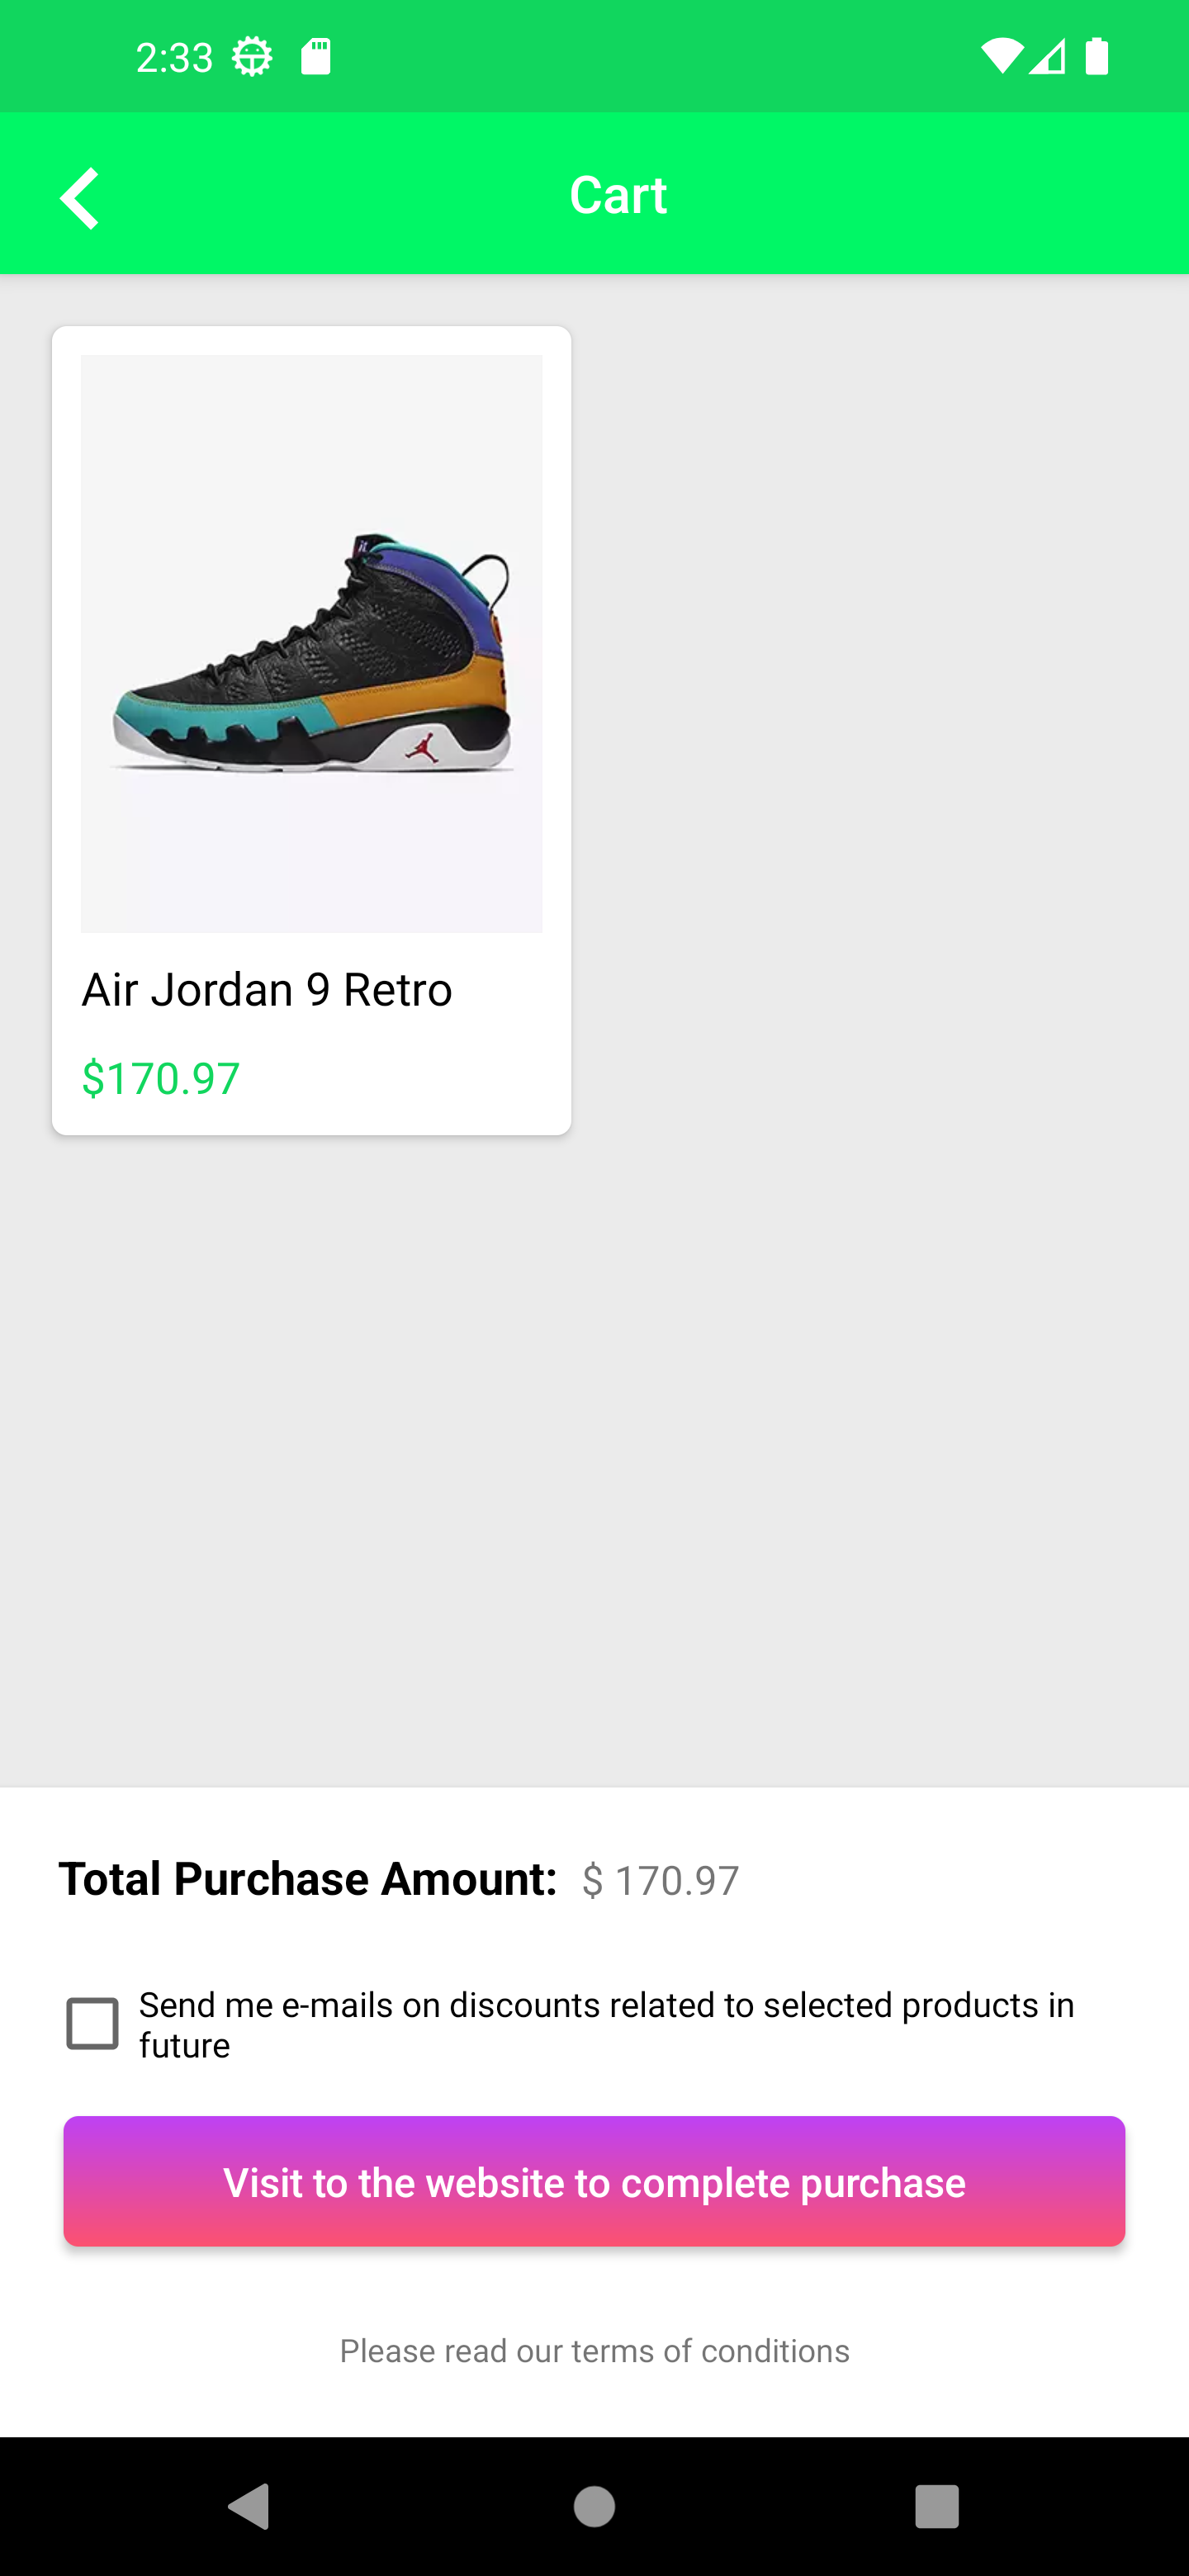 2:33
Cart
Air Jordan 9 Retro
$170.97
Total Purchase Amount: $ 170.97
Send me e-mails on discounts related to selected products in
future
Visit to the website to complete purchase
Please read our terms of conditions